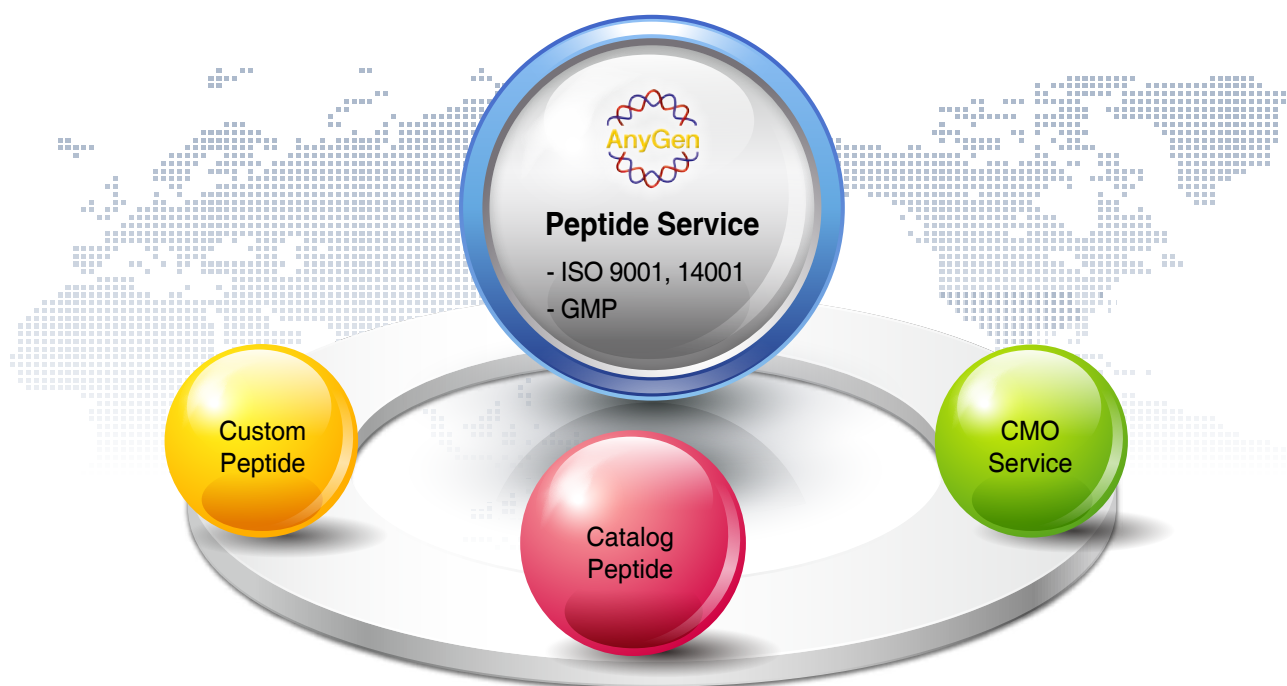 AnyGen
Peptide Service
- ISO 9001, 14001
- GMP
Custom
Peptide
Catalog
Peptide
CMO
Service